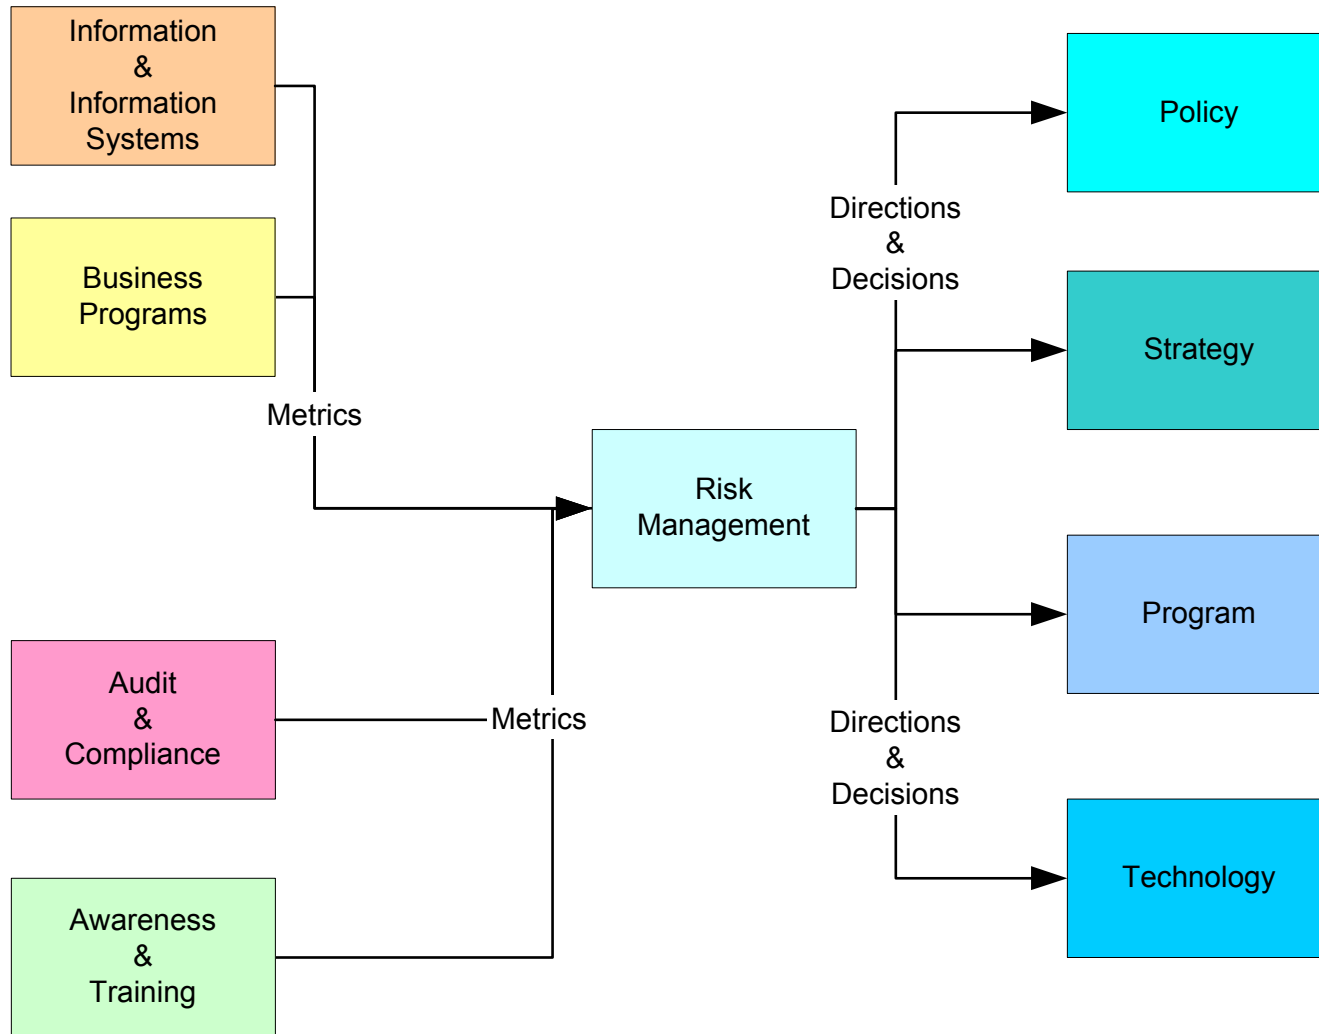 Information
&
Information
Systems
Business
Programs
Metrics
Audit
&
Compliance
Metrics
Awareness
&
Training
Risk
Management
Directions
&
Decisions
Directions
&
Decisions
Policy
Strategy
Program
Technology